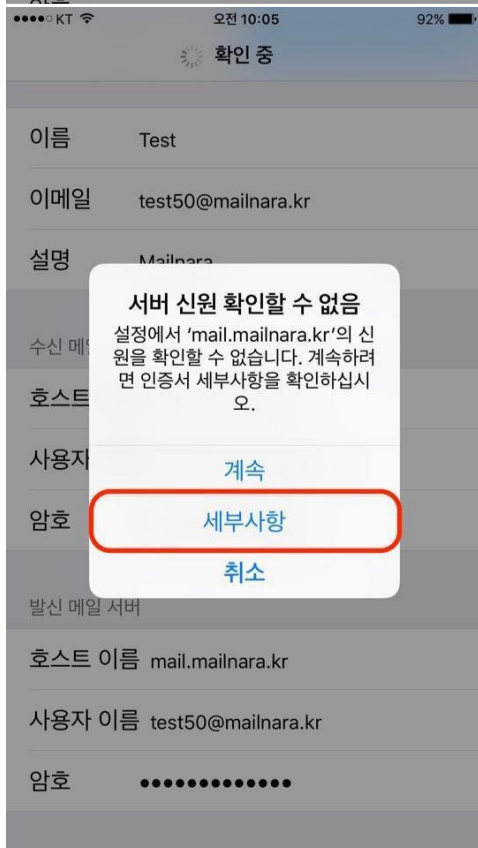 KT 오전 10:05 92%
확인 중
이름 Test
이메일 test50@mailnara.kr
설명 Mailnara
서버 신원 확인할 수 없음
설정에서 ‘mail.mailnara.kr’의 신
원을 확인할 수 없습니다. 계속하려
면 인증서 세부사항을 확인하십시
오.
수신 메
호스트
사용자
암호
계속
세부사항
취소
발신 메일 서버
호스트 이름 mail.mailnara.kr
사용자 이름 test50@mailnara.kr
암호 ●●●●●●●●●●●●●